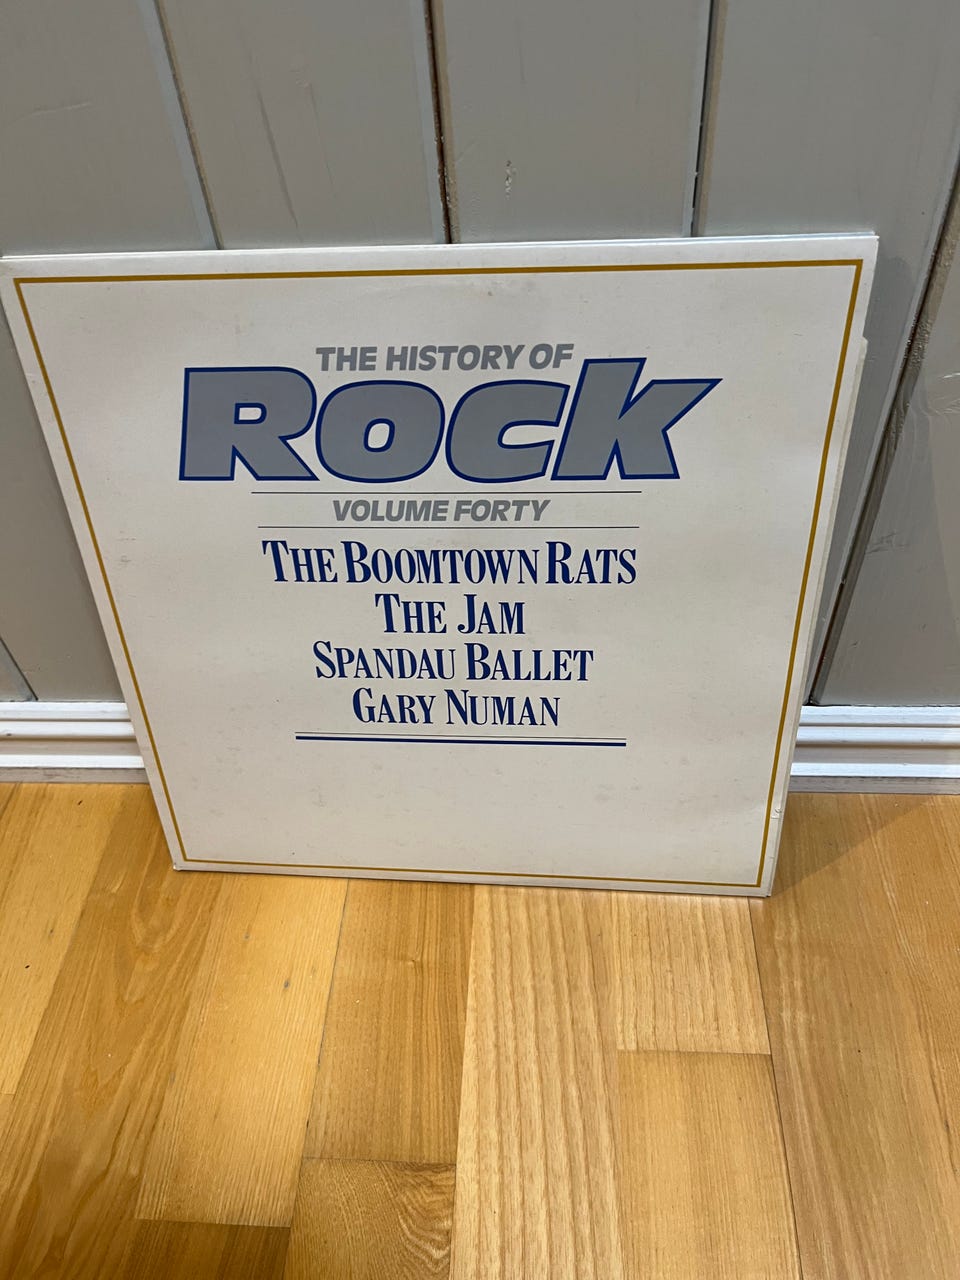 THE HISTORY OF
ROCK
VOLUME FORTY
THE BOOMTOWN RATS
THE JAM
SPANDAU BALLET
GARY NUMAN